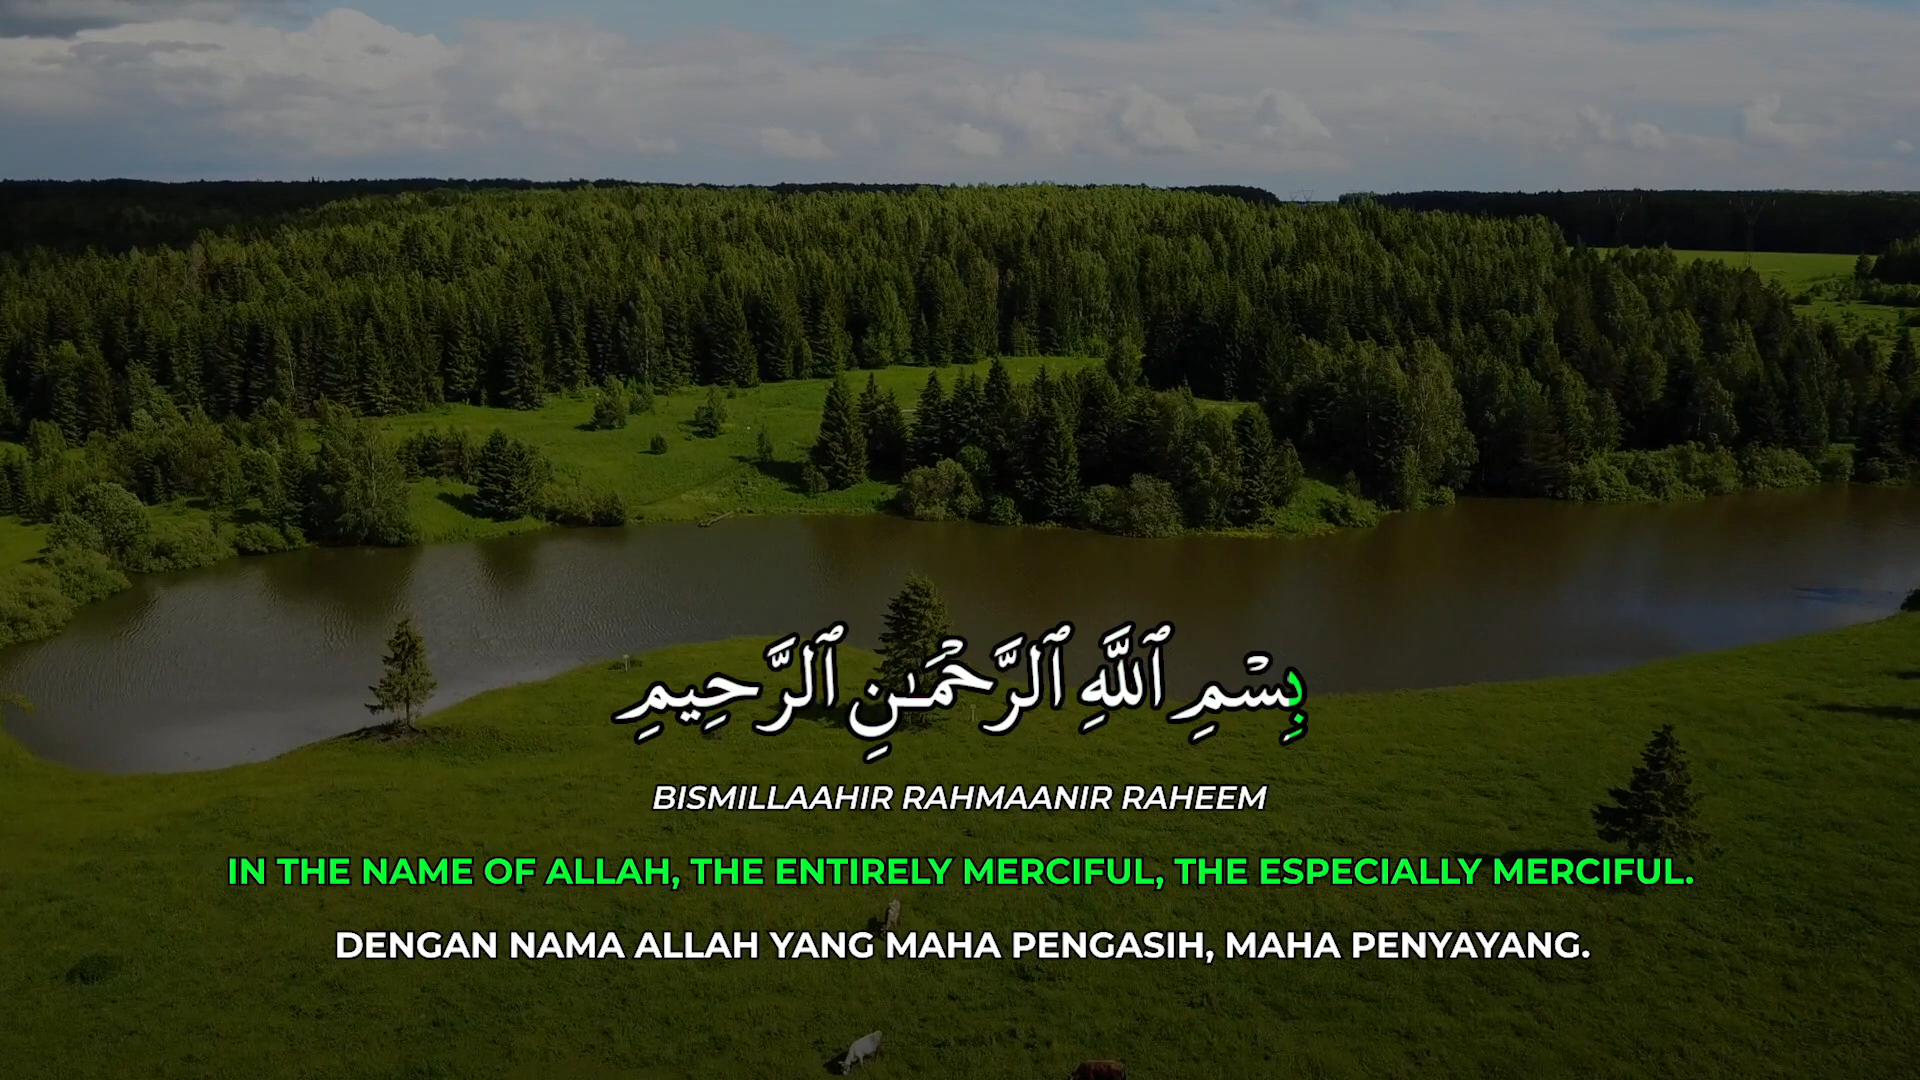 بِسْمِ ٱللَّهِ ٱلرَّحْمَـٰنِ ٱلرَّحِيمِ
BISMILLAAHIR RAHMAANIR RAHEEM
IN THE NAME OF ALLAH, THE ENTIRELY MERCIFUL, THE ESPECIALLY MERCIFUL.
DENGAN NAMA ALLAH YANG MAHA PENGASIH, MAHA PENYAYANG.